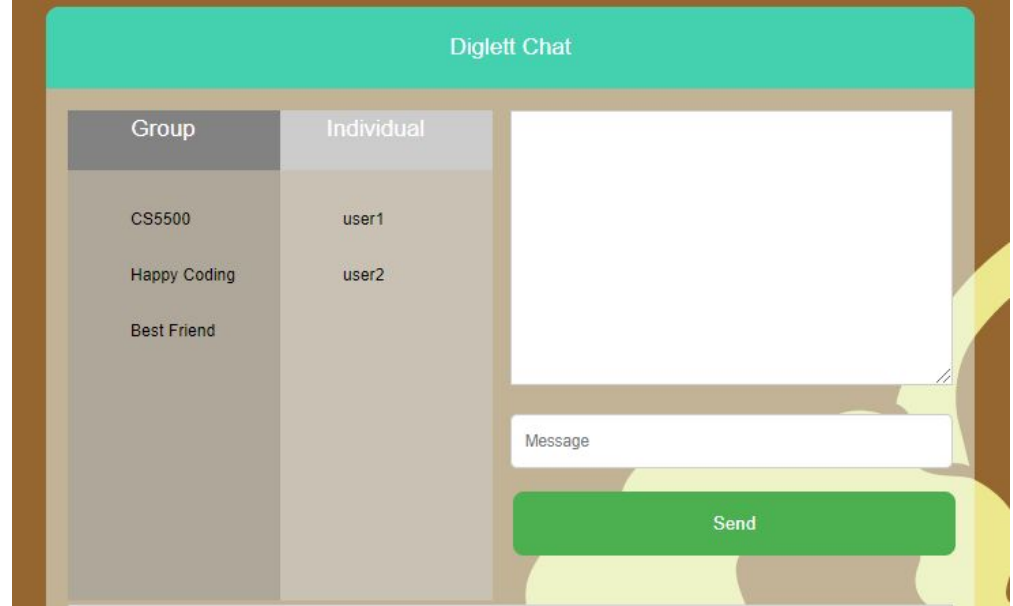 Diglett Chat
Group
Individual
CS5500
user1
Happy Coding
user2
Best Friend
Message
Send